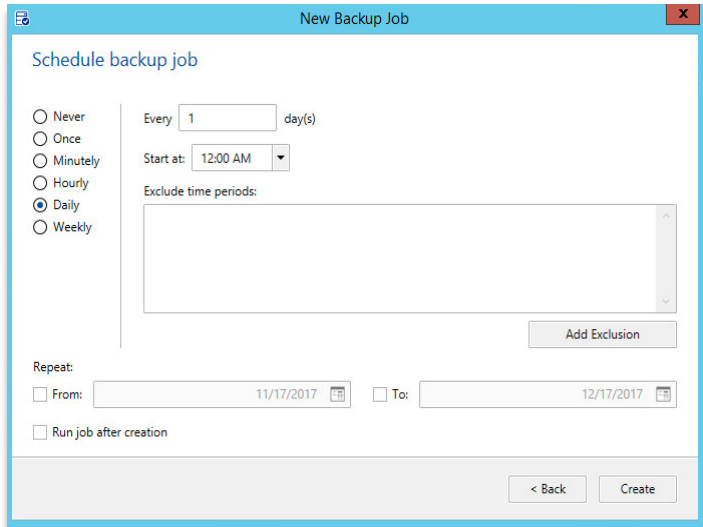 New Backup Job
x
Schedule backup job
Never
Once
Minutely
Hourly
Daily
Weekly
Every 1 day(s)
Start at: 12:00 AM
Exclude time periods:
Add Exclusion
Repeat:
From: 11/17/2017 To: 12/17/2017
Run job after creation
< Back Create